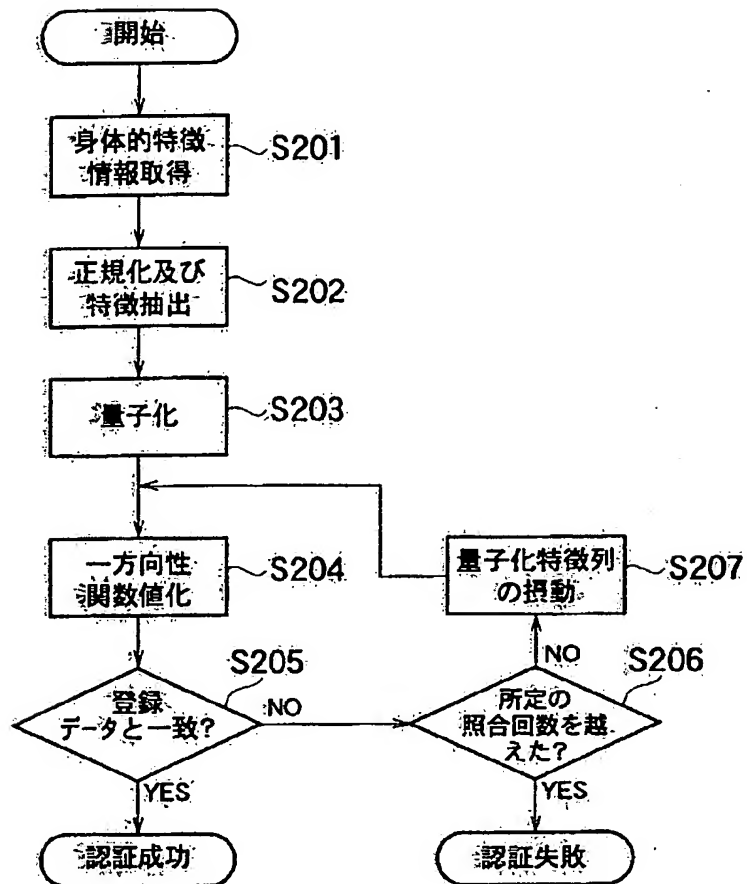 開始
身体的特徴
情報取得
S201
正規化及び
特徴抽出
S202
量子化
S203
一方向性
関数値化
S204
量子化特徴列
の摂動
S207
登録
データと一致?
S205
NO
YES
所定の
照合回数を越
えた?
S206
NO
YES
認証成功
認証失敗